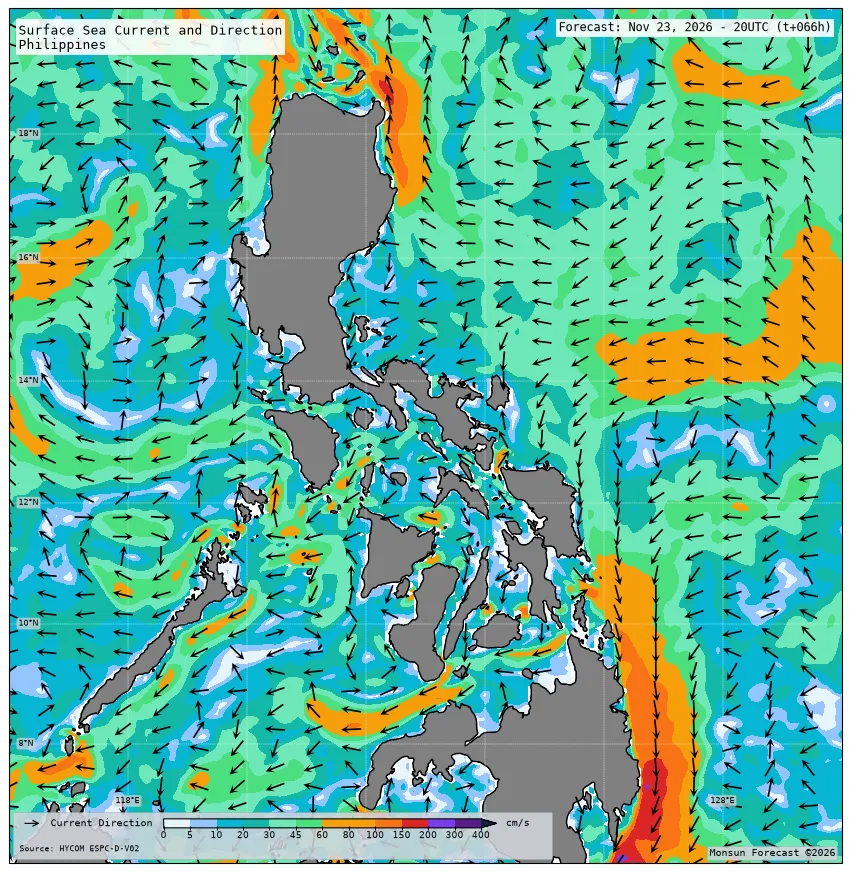 Surface Sea Current and Direction
Philippines
Forecast: Nov 23, 2026 - 20UTC (t+066h)
18°N
16°N
14°N
12°N
10°N
8°N
118°E
128°E
Current Direction
0 5 10 20 30 45 60 80 100 150 200 300 400
cm/s
Source: HYCOM ESPC-D-V02
Monsun Forecast ©2026